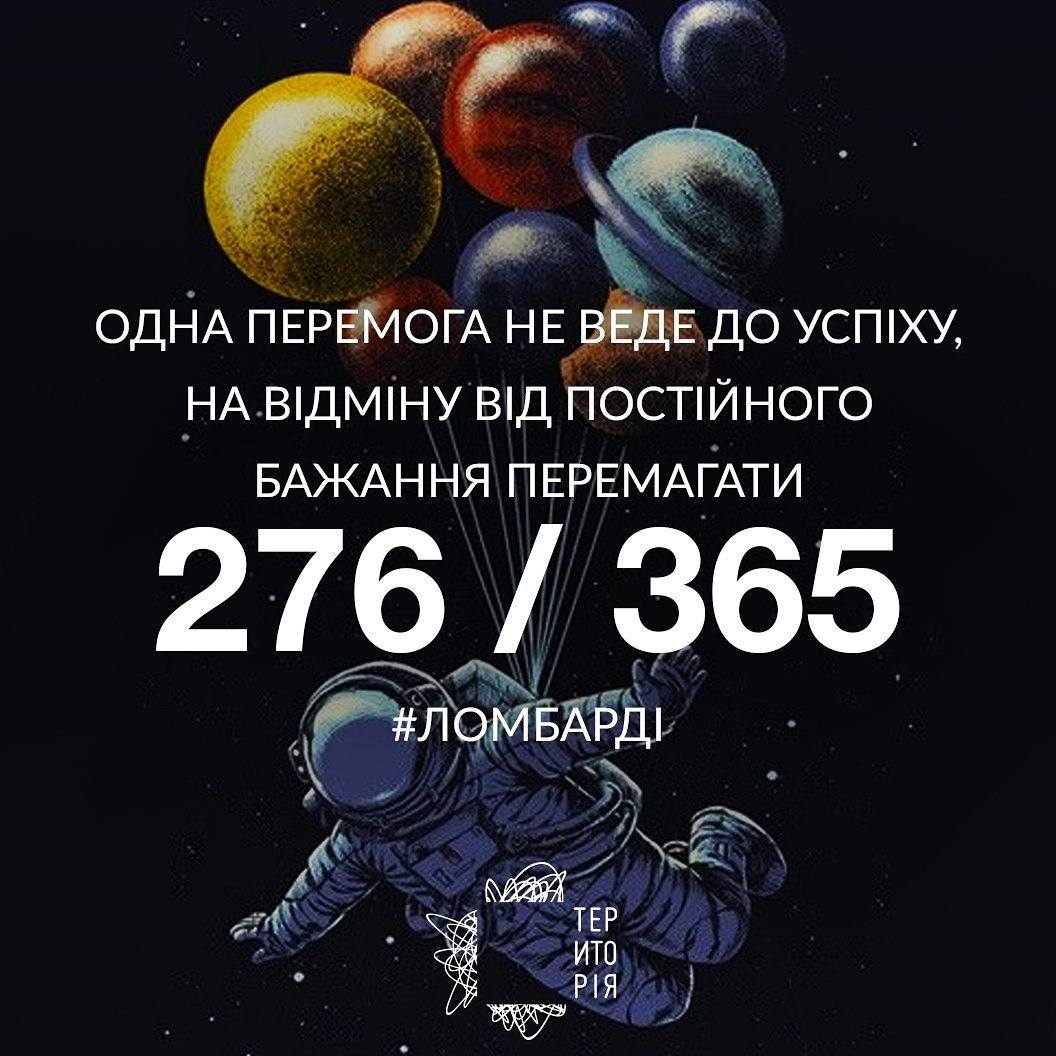 ОДНА ПЕРЕМОГА НЕ ВЕДЕ ДО УСПІХУ,
НА ВІДМІНУ ВІД ПОСТІЙНОГО
БАЖАННЯ ПЕРЕМАГАТИ
276 / 365
#ЛОМБАРДІ
ТЕР
ИТО
РІЯ